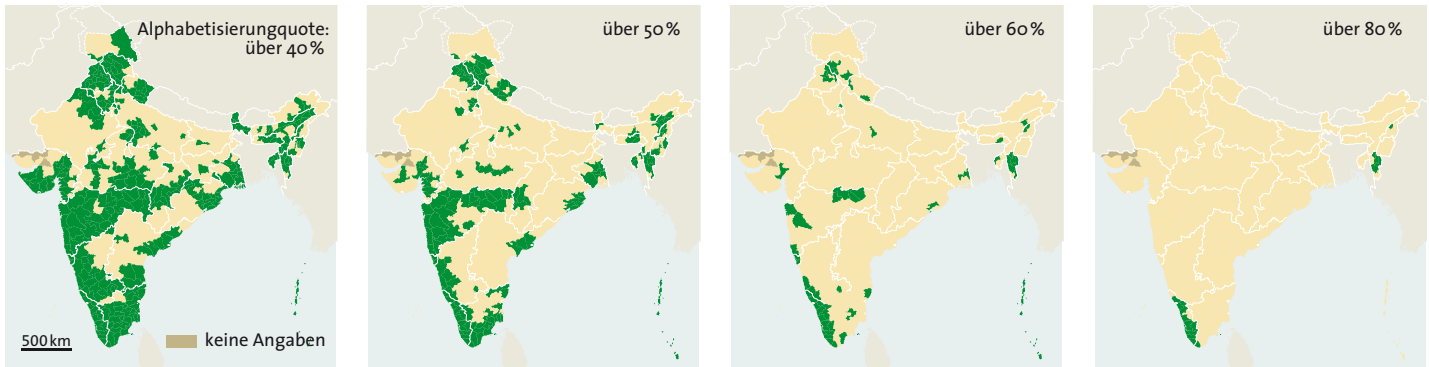 Alphabetisierungquote:
über 40 %
500 km
keine Angaben
über 50 %
über 60 %
über 80 %